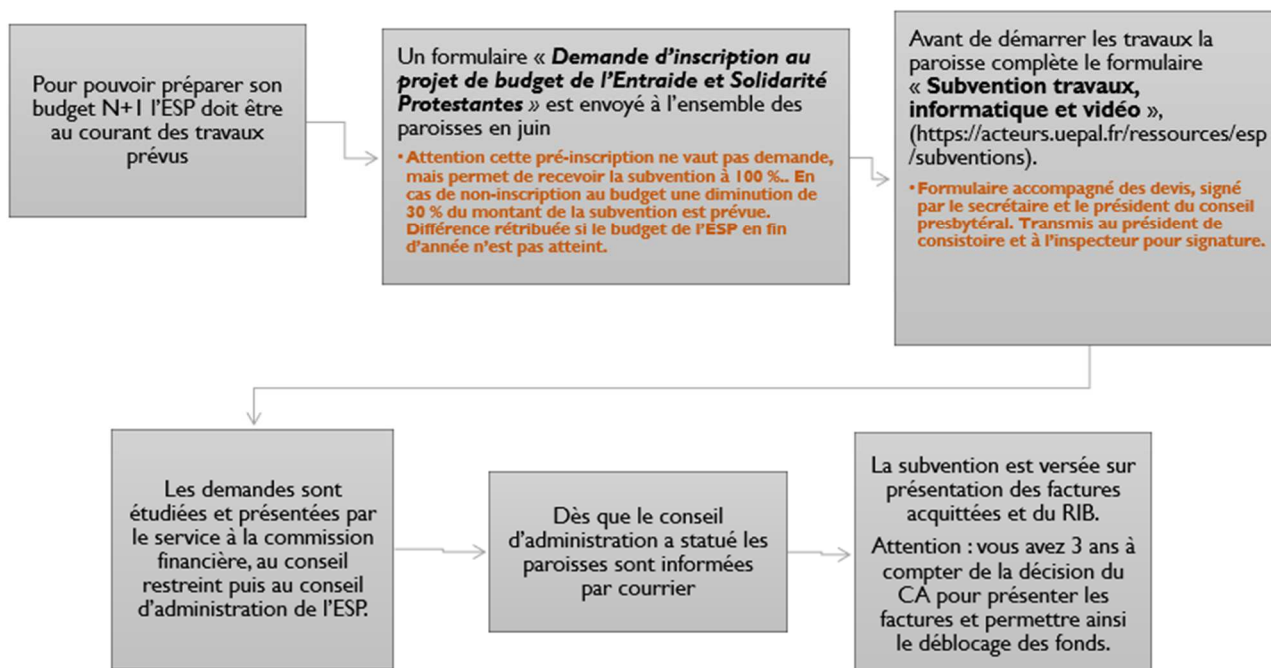 Pour pouvoir préparer son
budget N+1 l'ESP doit être
au courant des travaux
prévus
Un formulaire « Demande d'inscription au
projet de budget de l'Entraide et Solidarité
Protestantes » est envoyé à l'ensemble des
paroisses en juin
• Attention cette pré-inscription ne vaut pas demande,
mais permet de recevoir la subvention à 100 %.. En
cas de non-inscription au budget une diminution de
30 % du montant de la subvention est prévue.
Différence rétribuée si le budget de l'ESP en fin
d'année n'est pas atteint.
Avant de démarrer les travaux la
paroisse complète le formulaire
« Subvention travaux,
informatique et vidéo »,
(https://acteurs.uepal.fr/ressources/esp
/subventions).
• Formulaire accompagné des devis, signé
par le secrétaire et le président du conseil
presbytéral. Transmis au président de
consistoire et à l'inspecteur pour signature.
Les demandes sont
étudiées et présentées par
le service à la commission
financière, au conseil
restreint puis au conseil
d'administration de l'ESP.
Dès que le conseil
d'administration a statué les
paroisses sont informées
par courrier
La subvention est versée sur
présentation des factures
acquittées et du RIB.
Attention : vous avez 3 ans à
compter de la décision du
CA pour présenter les
factures et permettre ainsi
le déblocage des fonds.